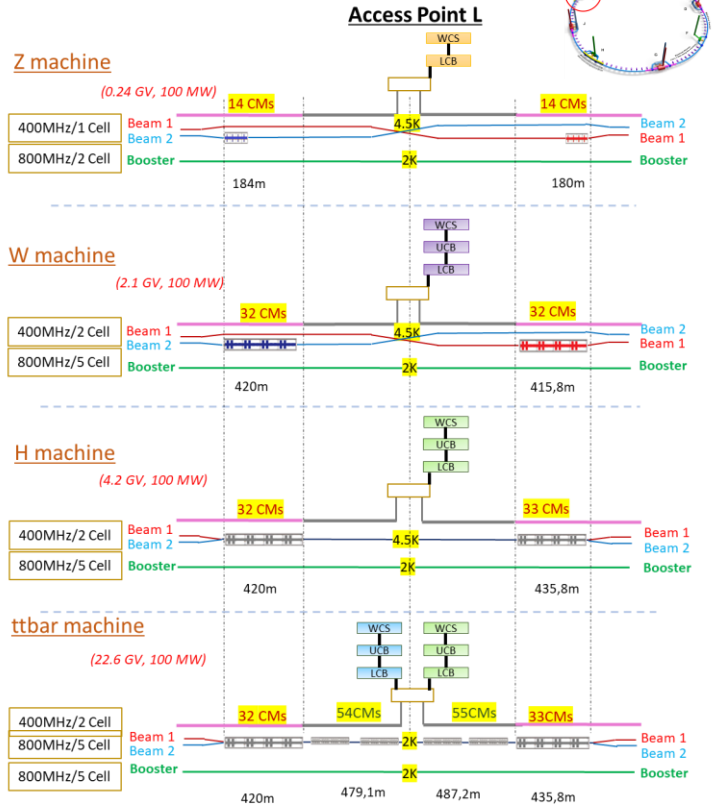 Access Point L
WCS
LCB
Z machine
(0.24 GV, 100 MW)
14 CMs
14 CMs
400MHz/1 Cell
Beam 1
4.5K
Beam 2
Beam 2
Beam 1
800MHz/2 Cell
Booster
2K
Booster
184m
180m
WCS
UCB
LCB
W machine
(2.1 GV, 100 MW)
32 CMs
32 CMs
400MHz/2 Cell
Beam 1
4.5K
Beam 2
Beam 2
Beam 1
800MHz/5 Cell
Booster
2K
Booster
420m
415,8m
WCS
UCB
LCB
H machine
(4.2 GV, 100 MW)
32 CMs
33 CMs
400MHz/2 Cell
Beam 1
4.5K
Beam 1
Beam 2
Beam 2
800MHz/5 Cell
Booster
2K
Booster
420m
435,8m
ttbar machine
WCS
WCS
UCB
UCB
LCB
LCB
(22.6 GV, 100 MW)
32 CMs
54CMs
55CMs
33CMs
400MHz/2 Cell
800MHz/5 Cell
Beam 1
2K
Beam 1
Beam 2
Beam 2
800MHz/5 Cell
Booster
2K
Booster
420m
479,1m
487,2m
435,8m